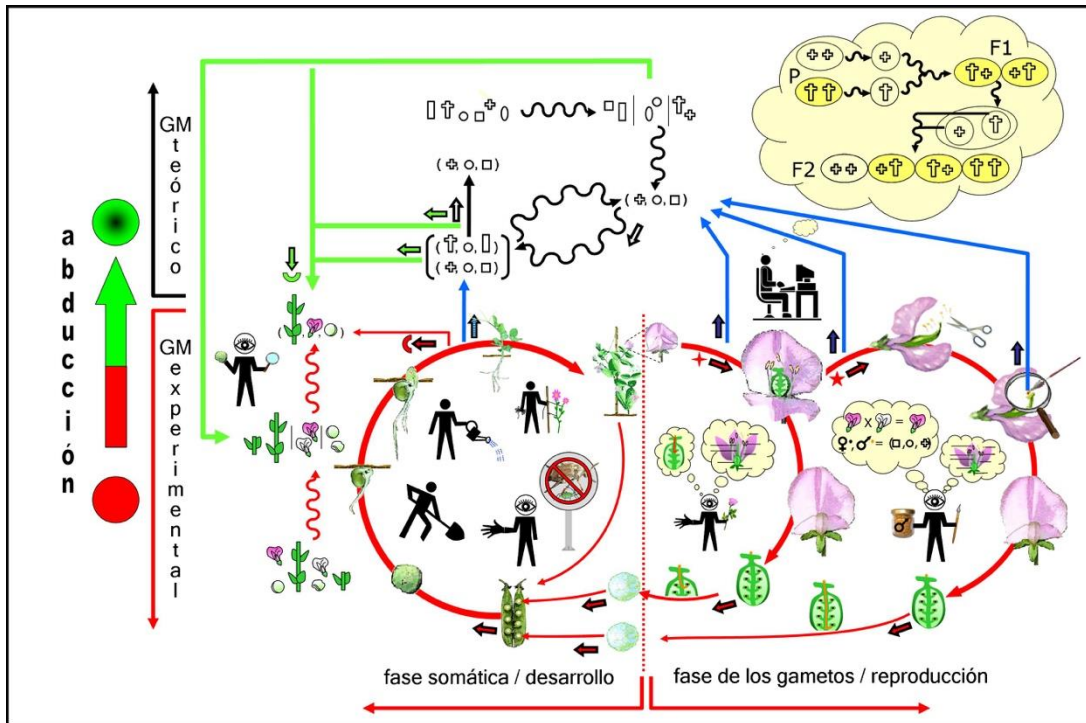 abducción
GM teórico
GM experimental
P
F1
F2
( , , )
( , , )
( , , )
( , , )
( , , )
x = 
♀; ♂ = (□, ○, ✚)
♂
fase somática / desarrollo
fase de los gametos / reproducción